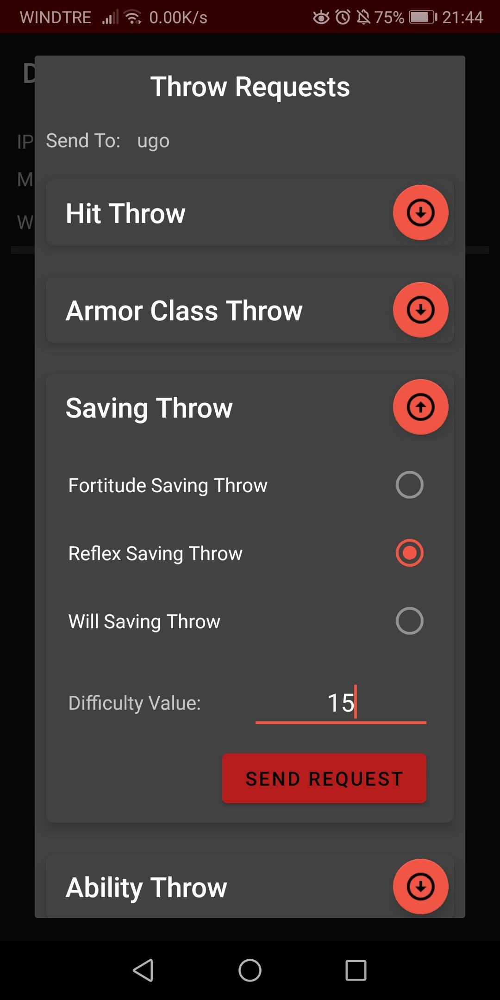 WINDTRE 0.00K/s 75% 21:44
D
Throw Requests
IP
Send To: ugo
M
Hit Throw
W
Armor Class Throw
Saving Throw
Fortitude Saving Throw
Reflex Saving Throw
Will Saving Throw
Difficulty Value: 15
SEND REQUEST
Ability Throw